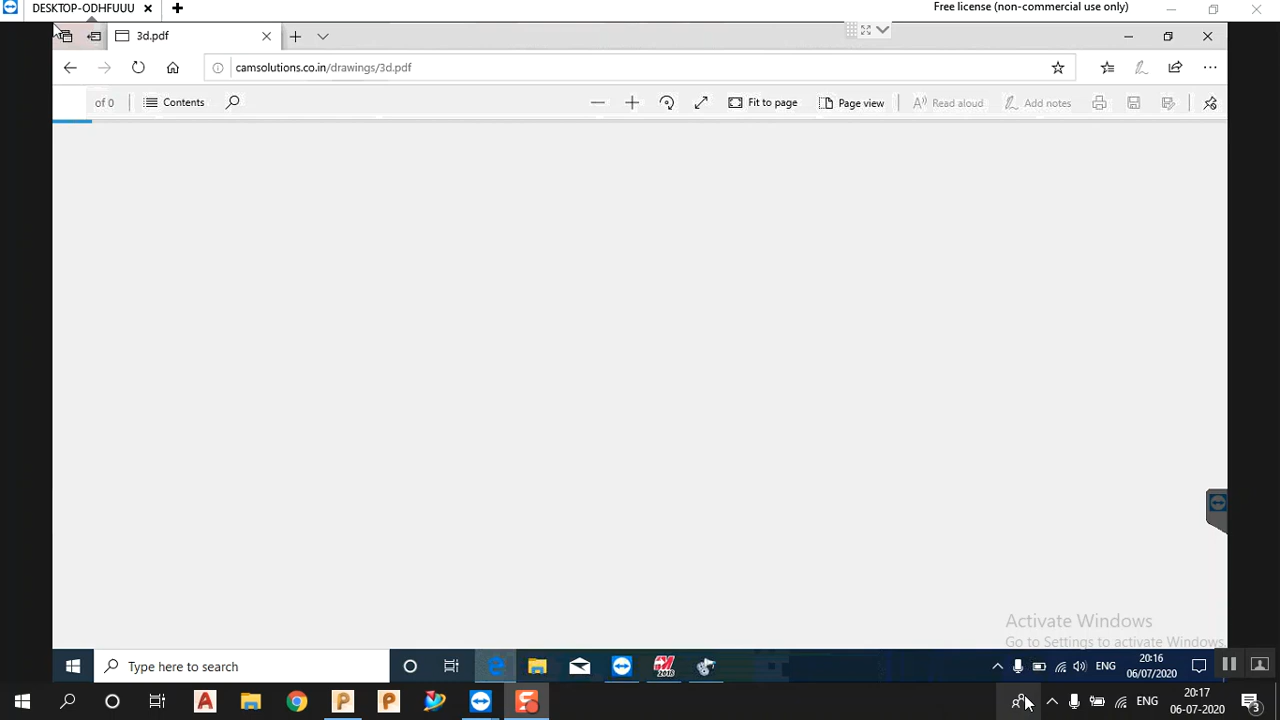 DESKTOP-ODHFUUU
Free license (non-commercial use only)
3d.pdf
camsolutions.co.in/drawings/3d.pdf
of 0 Contents Fit to page Page view Read aloud Add notes
Activate Windows
Go to Settings to activate Windows
Type here to search
2016
ENG
20:16
06/07/2020
ENG
20:17
06-07-2020
3